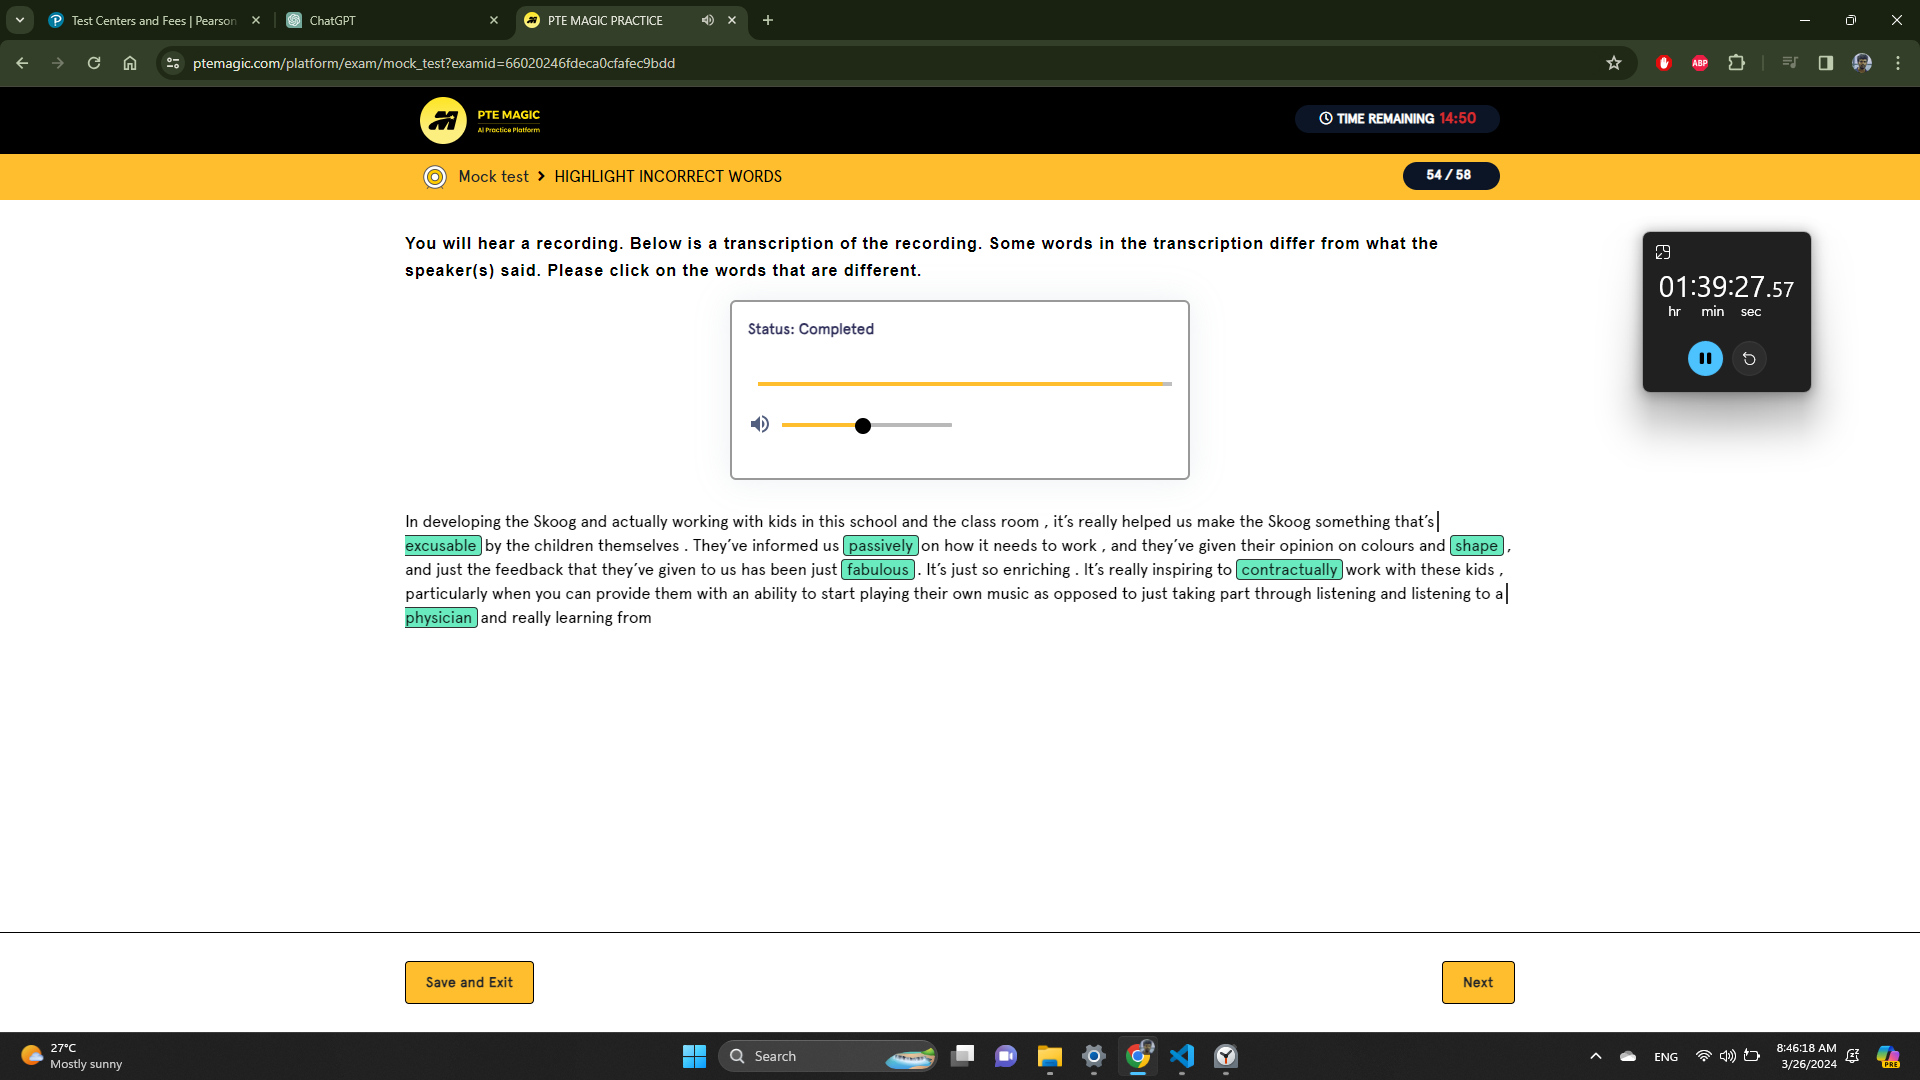 Test Centers and Fees | Pearson
ChatGPT
PTE MAGIC PRACTICE
ptemagic.com/platform/exam/mock_test?examid=66020246fdeca0cfafec9bdd
ABP
PTE MAGIC
AI Practice Platform
TIME REMAINING 14:50
Mock test > HIGHLIGHT INCORRECT WORDS
54 / 58
You will hear a recording. Below is a transcription of the recording. Some words in the transcription differ from what the
speaker(s) said. Please click on the words that are different.
01:39:27.57
hr min sec
Status: Completed
In developing the Skoog and actually working with kids in this school and the class room , it’s really helped us make the Skoog something that’s
excusable by the children themselves . They’ve informed us passively on how it needs to work , and they’ve given their opinion on colours and shape ,
and just the feedback that they’ve given to us has been just fabulous . It’s just so enriching . It’s really inspiring to contractually work with these kids ,
particularly when you can provide them with an ability to start playing their own music as opposed to just taking part through listening and listening to a
physician and really learning from
Save and Exit
Next
27°C
Mostly sunny
Search
ENG
8:46:18 AM
3/26/2024
PRE